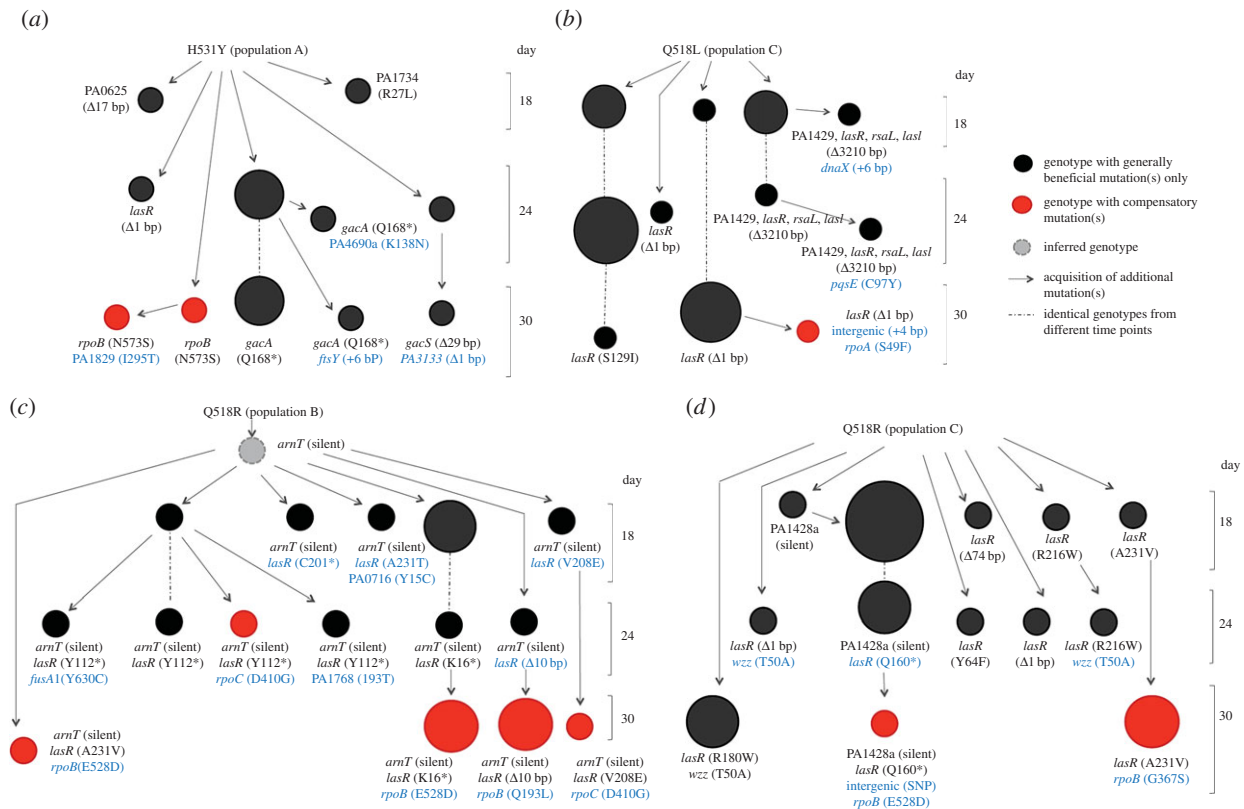 (a)
H531Y (population A)
day
PA0625
(Δ17 bp)
PA1734
(R27L)
18
lasR
(Δ1 bp)
gacA (Q168*)
PA4690a (K138N)
24
rpoB (N573S)
PA1829 (I295T)
rpoB
(N573S)
gacA
(Q168*)
gacA (Q168*)
ftsY (+6 bP)
gacS (Δ29 bp)
PA3133 (Δ1 bp)
30
(b)
Q518L (population C)
day
PA1429, lasR, rsaL, lasl
(Δ3210 bp)
dnaX (+6 bp)
18
lasR
(Δ1 bp)
PA1429, lasR, rsaL, lasl
(Δ3210 bp)
PA1429, lasR, rsaL, lasl
(Δ3210 bp)
pqsE (C97Y)
24
lasR (S129I)
lasR (Δ1 bp)
lasR (Δ1 bp)
intergenic (+4 bp)
rpoA (S49F)
30
genotype with generally
beneficial mutation(s) only
genotype with compensatory
mutation(s)
inferred genotype
acquisition of additional
mutation(s)
identical genotypes from
different time points
(c)
Q518R (population B)
arnT (silent)
day
arnT (silent)
lasR (C201*)
arnT (silent)
lasR (A231T)
PA0716 (Y15C)
arnT (silent)
lasR (V208E)
18
arnT (silent)
lasR (Y112*)
fusA1(Y630C)
arnT (silent)
lasR (Y112*)
arnT (silent)
lasR (Y112*)
rpoC (D410G)
arnT (silent)
lasR (Y112*)
PA1768 (193T)
arnT (silent)
lasR (K16*)
arnT (silent)
lasR (Δ10 bp)
24
arnT (silent)
lasR (A231V)
rpoB(E528D)
arnT (silent)
lasR (K16*)
rpoB (E528D)
arnT (silent)
lasR (Δ10 bp)
rpoB (Q193L)
arnT (silent)
lasR (V208E)
rpoC (D410G)
30
(d)
Q518R (population C)
day
PA1428a
(silent)
lasR
(Δ74 bp)
lasR
(R216W)
lasR
(A231V)
18
lasR (Δ1 bp)
wzz (T50A)
PA1428a (silent)
lasR (Q160*)
lasR
(Y64F)
lasR
(Δ1 bp)
lasR (R216W)
wzz (T50A)
24
lasR (R180W)
wzz (T50A)
PA1428a (silent)
lasR (Q160*)
intergenic (SNP)
rpoB (E528D)
lasR (A231V)
rpoB (G367S)
30